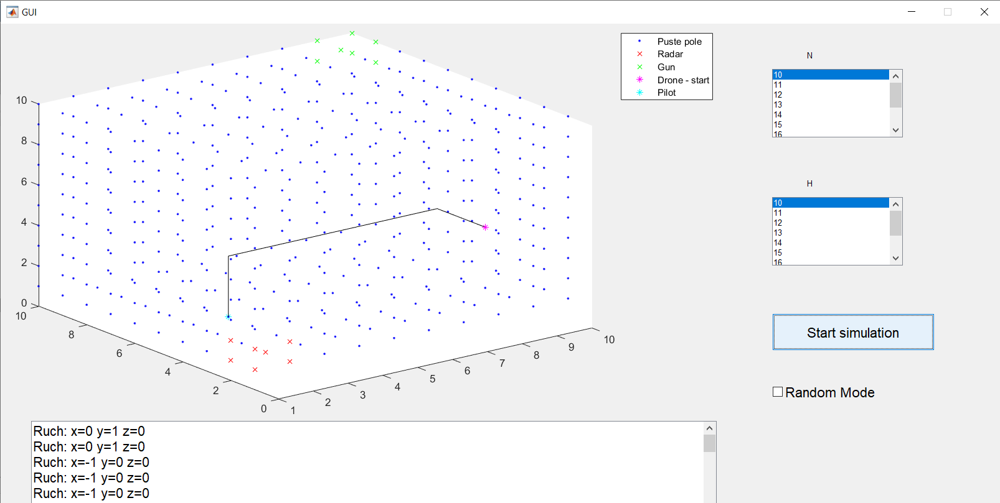 GUI
Puste pole
Radar
Gun
Drone - start
Pilot
N
10
11
12
13
14
15
16
H
10
11
12
13
14
15
16
Start simulation
Random Mode
10
8
6
4
2
0
10
8
6
4
2
0
1
2
3
4
5
6
7
8
9
10
Ruch: x=0 y=1 z=0
Ruch: x=0 y=1 z=0
Ruch: x=-1 y=0 z=0
Ruch: x=-1 y=0 z=0
Ruch: x=-1 y=0 z=0